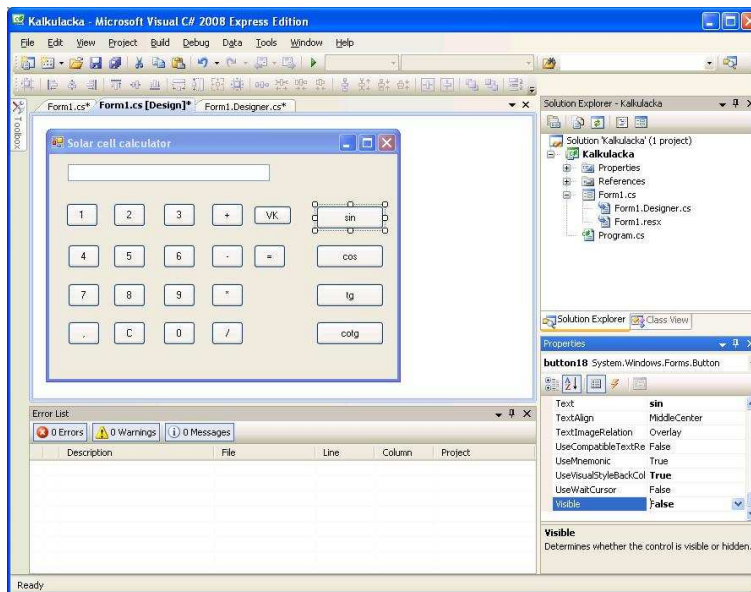 Kalkulacka - Microsoft Visual C# 2008 Express Edition
File Edit View Project Build Debug Data Tools Window Help
Form1.cs* Form1.cs [Design]* Form1.Designer.cs*
Toolbox
Solar cell calculator
1 2 3 + VK sin
4 5 6 - = cos
7 8 9 * tg
. C 0 / cotg
Error List
0 Errors 0 Warnings 0 Messages
Description File Line Column Project
Solution Explorer - Kalkulacka
Solution 'Kalkulacka' (1 project)
Kalkulacka
Properties
References
Form1.cs
Form1.Designer.cs
Form1.resx
Program.cs
Solution Explorer Class View
Properties
button18 System.Windows.Forms.Button
Text sin
TextAlign MiddleCenter
TextImageRelation Overlay
UseCompatibleTextRe False
UseMnemonic True
UseVisualStyleBackCol True
UseWaitCursor False
Visible False
Visible
Determines whether the control is visible or hidden.
Ready